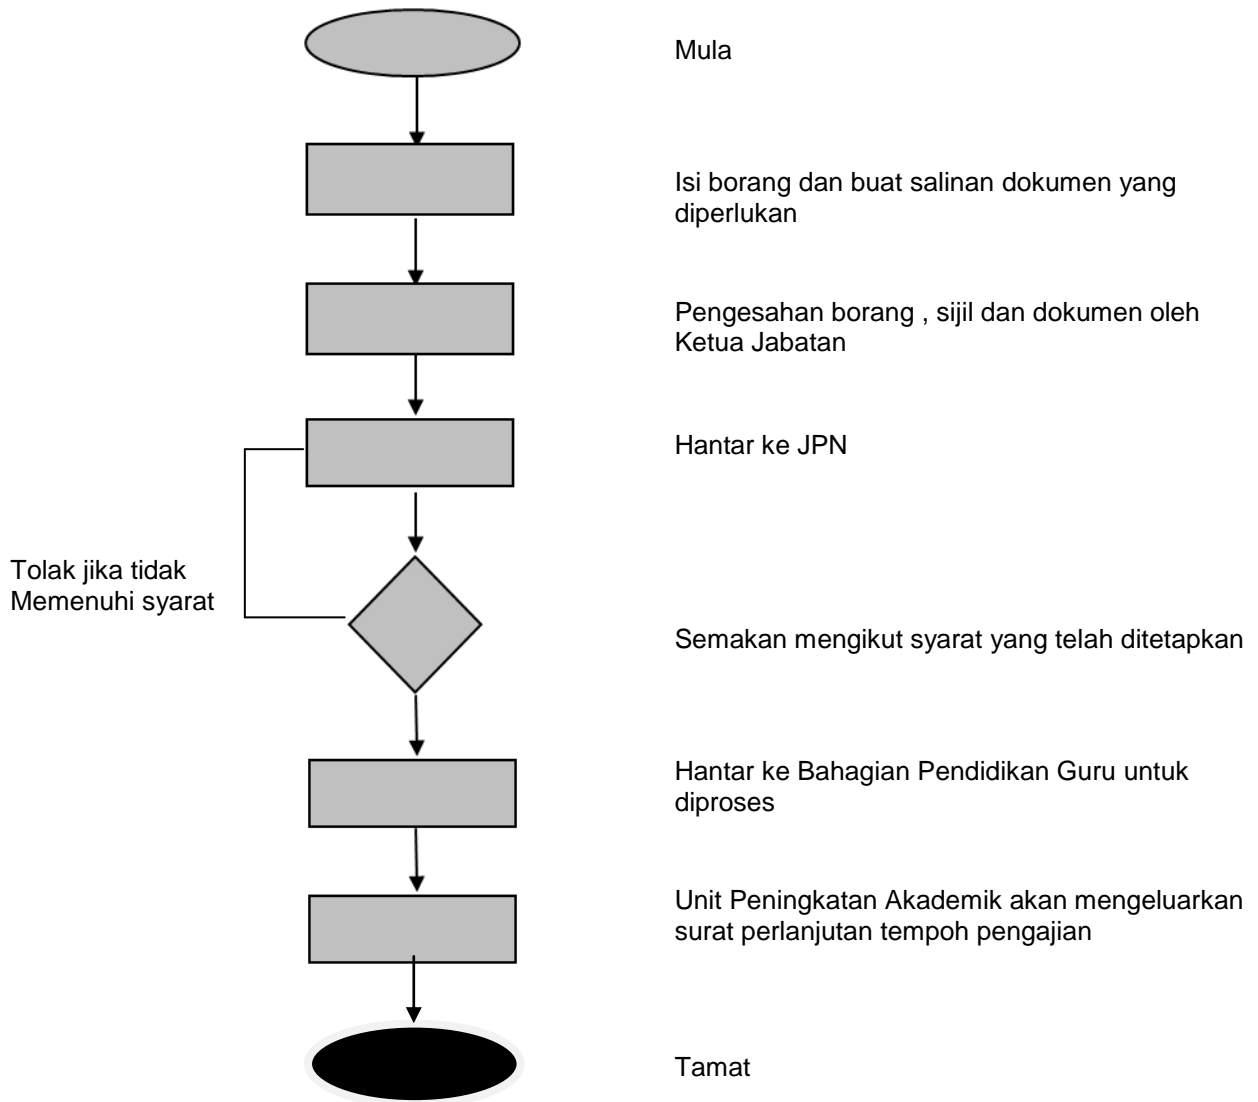 Mula
Isi borang dan buat salinan dokumen yang
diperlukan
Pengesahan borang , sijil dan dokumen oleh
Ketua Jabatan
Hantar ke JPN
Tolak jika tidak
Memenuhi syarat
Semakan mengikut syarat yang telah ditetapkan
Hantar ke Bahagian Pendidikan Guru untuk
diproses
Unit Peningkatan Akademik akan mengeluarkan
surat perlanjutan tempoh pengajian
Tamat